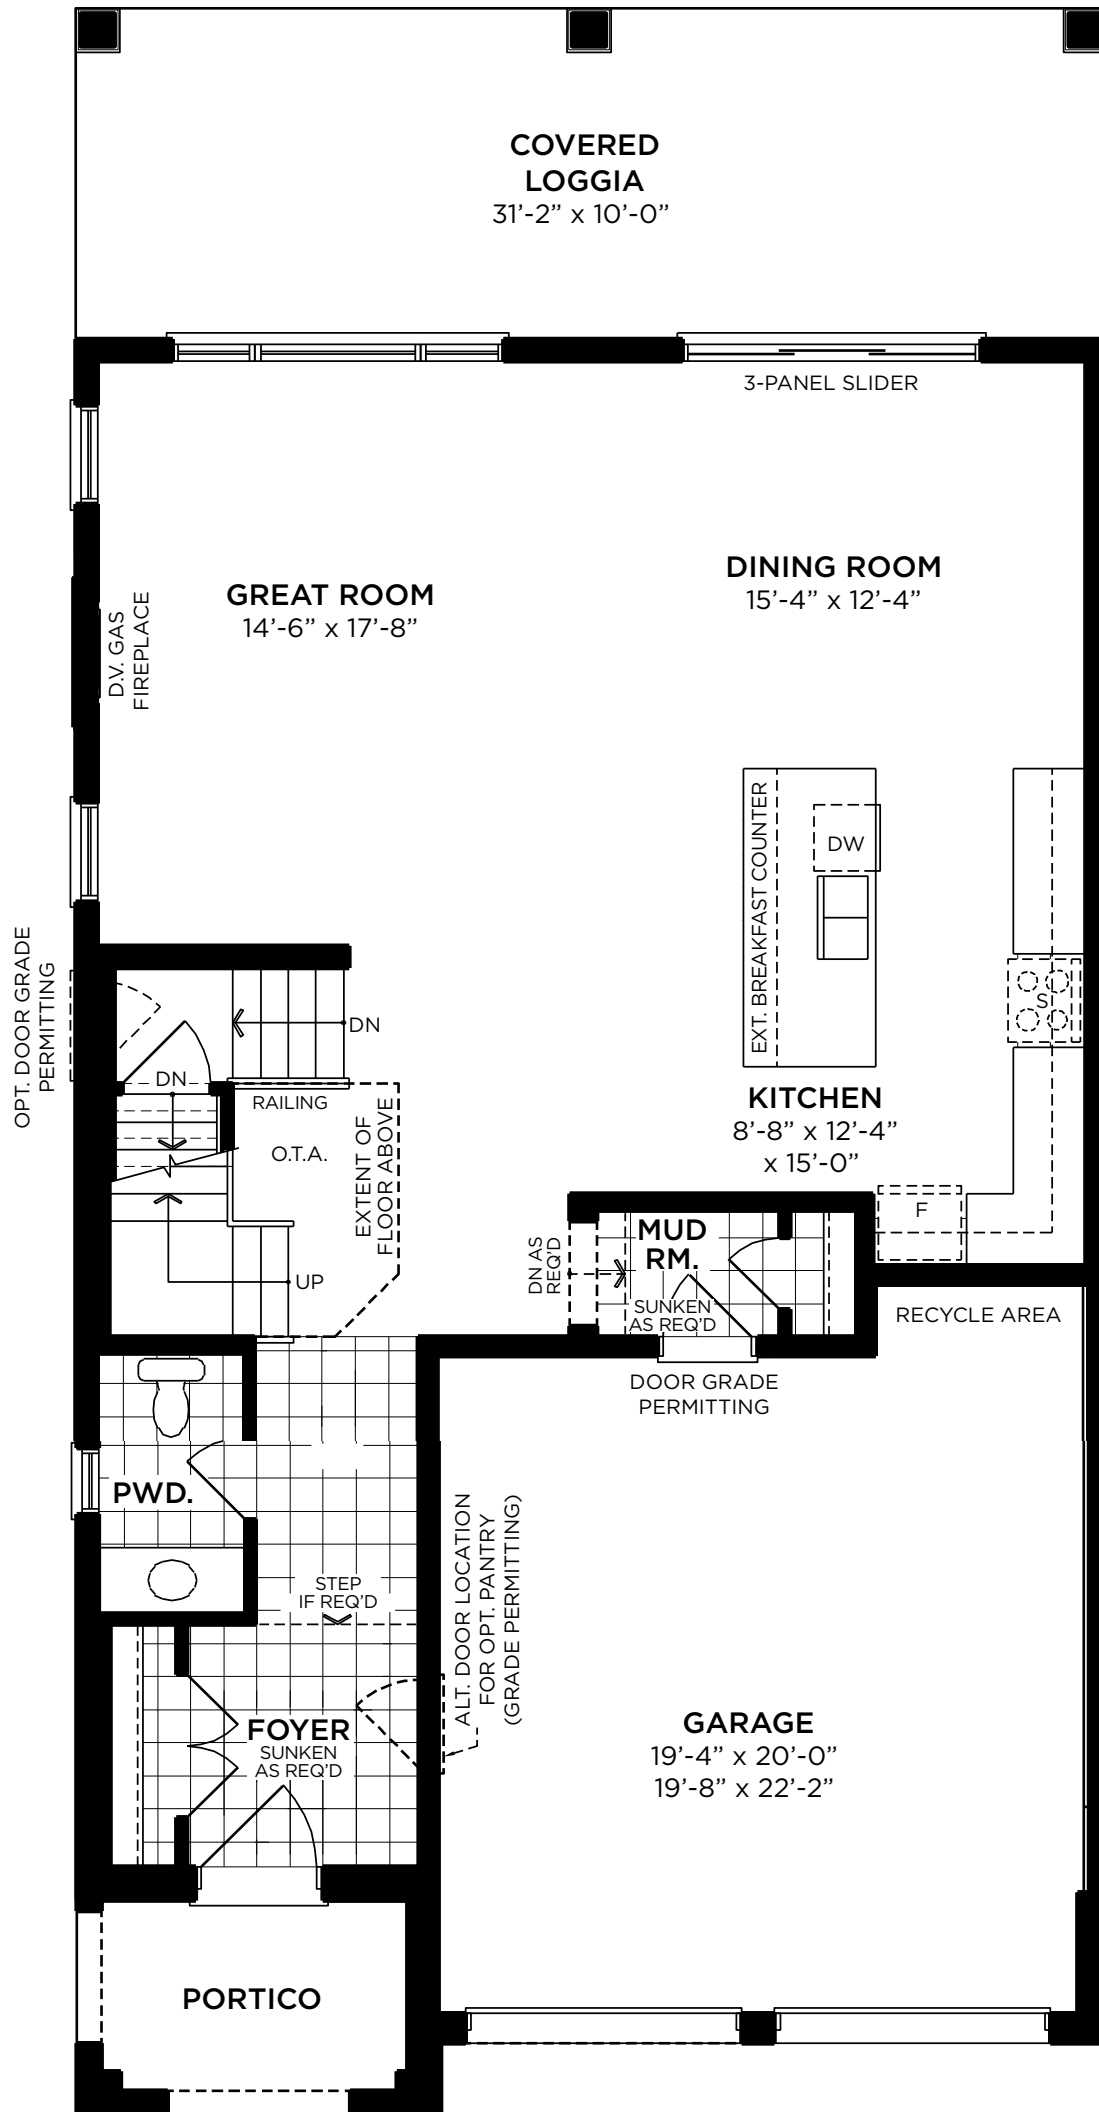 COVERED
LOGGIA
31’-2” x 10’-0”
3-PANEL SLIDER
GREAT ROOM
14’-6” x 17’-8”
DINING ROOM
15’-4” x 12’-4”
D.V. GAS
FIREPLACE
EXT. BREAKFAST COUNTER
DW
S
OPT. DOOR GRADE
PERMITTING
DN
DN
RAILING
O.T.A.
EXTENT OF
FLOOR ABOVE
UP
KITCHEN
8’-8” x 12’-4”
x 15’-0”
F
MUD
RM.
DN AS
REQ’D
SUNKEN
AS REQ’D
RECYCLE AREA
DOOR GRADE
PERMITTING
PWD.
STEP
IF REQ’D
ALT. DOOR LOCATION
FOR OPT. PANTRY
(GRADE PERMITTING)
FOYER
SUNKEN
AS REQ’D
GARAGE
19’-4” x 20’-0”
19’-8” x 22’-2”
PORTICO